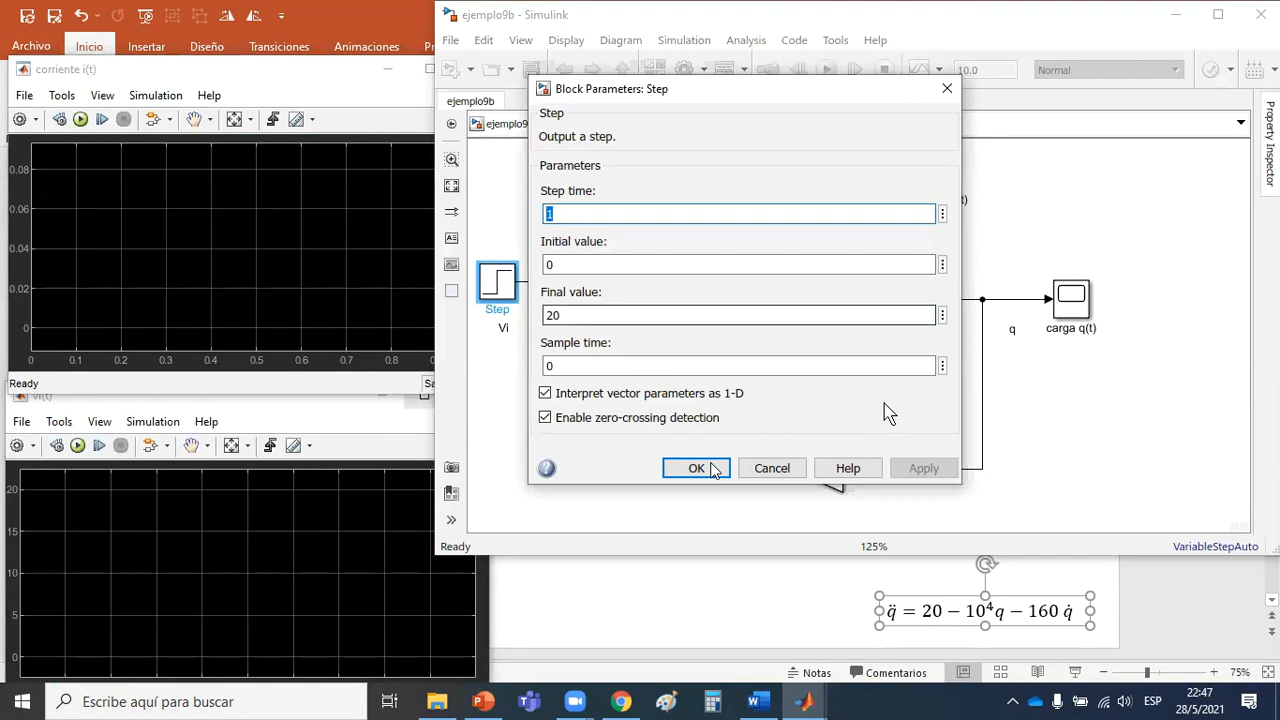 Archivo
Inicio
Insertar
Diseño
Transiciones
Animaciones
corriente i(t)
File
Tools
View
Simulation
Help
0.08
0.06
0.04
0.02
0
0
0.1
0.2
0.3
0.4
0.5
0.6
0.7
0.8
Ready
Vi(t)
File
Tools
View
Simulation
Help
20
15
10
5
0
ejemplo9b - Simulink
File
Edit
View
Display
Diagram
Simulation
Analysis
Code
Tools
Help
10.0
Normal
ejemplo9b
Property Inspector
Step
Vi
q
carga q(t)
Block Parameters: Step
Step
Output a step.
Parameters
Step time:
1
Initial value:
0
Final value:
20
Sample time:
0
Interpret vector parameters as 1-D
Enable zero-crossing detection
OK
Cancel
Help
Apply
Ready
125%
VariableStepAuto
q̈ = 20 − 10⁴q − 160 q̇
Notas
Comentarios
75%
Escribe aquí para buscar
ESP
22:47
28/5/2021